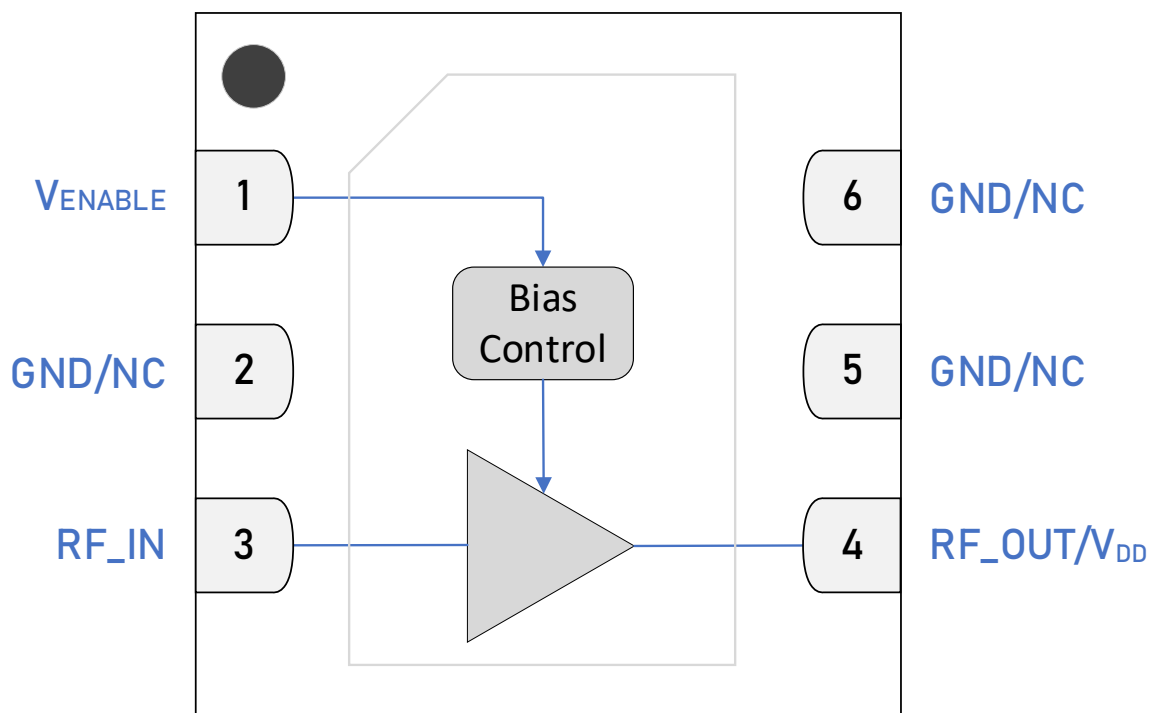 VENABLE 1 6 GND/NC
Bias
Control
GND/NC 2 5 GND/NC
RF_IN 3 4 RF_OUT/VDD